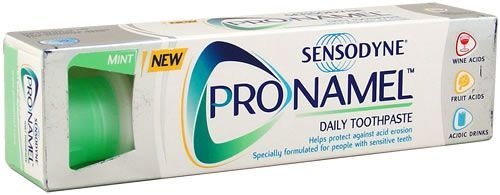 MINT
NEW
SENSODYNE®
PRONAMEL™
DAILY TOOTHPASTE
Helps protect against acid erosion
Specially formulated for people with sensitive teeth
WINE ACIDS
FRUIT ACIDS
ACIDIC DRINKS